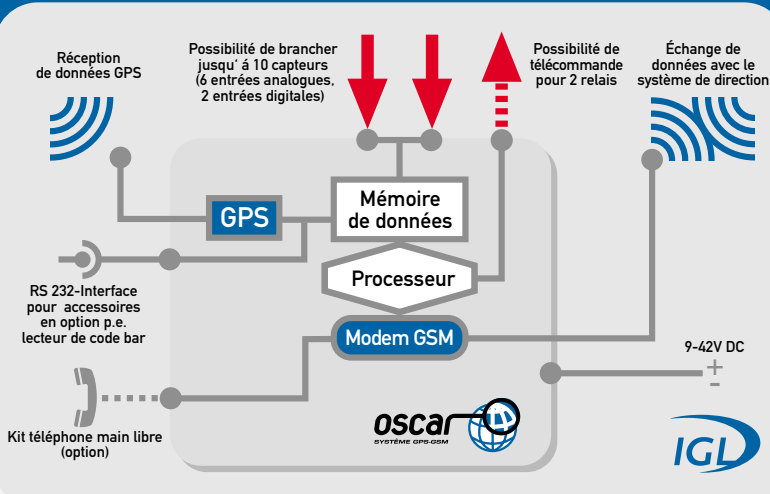 Réception
de données GPS
Possibilité de brancher
jusqu' á 10 capteurs
(6 entrées analogues,
2 entrées digitales)
Possibilité de
télécommande
pour 2 relais
Échange de
données avec le
système de direction
GPS
Mémoire
de données
Processeur
RS 232-Interface
pour accessoires
en option p.e.
lecteur de code bar
Modem GSM
9-42V DC
+
-
Kit téléphone main libre
(option)
oscar
SYSTÈME GPS-GSM
IGL